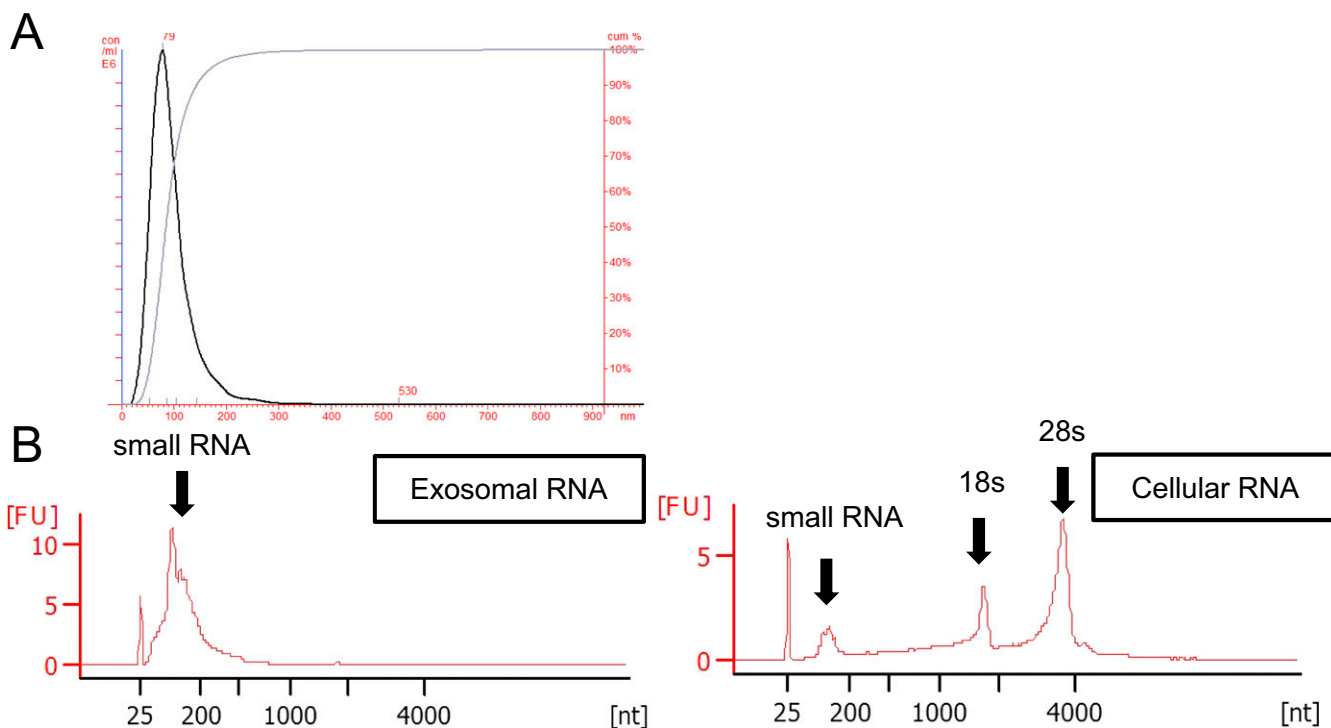 A
con
/ml
E6
79
cum %
100%
90%
80%
70%
60%
50%
40%
30%
20%
10%
530
0 100 200 300 400 500 600 700 800 900 nm
B
small RNA
Exosomal RNA
[FU]
10
5
0
25 200 1000 4000 [nt]
28s
18s
Cellular RNA
small RNA
[FU]
5
0
25 200 1000 4000 [nt]